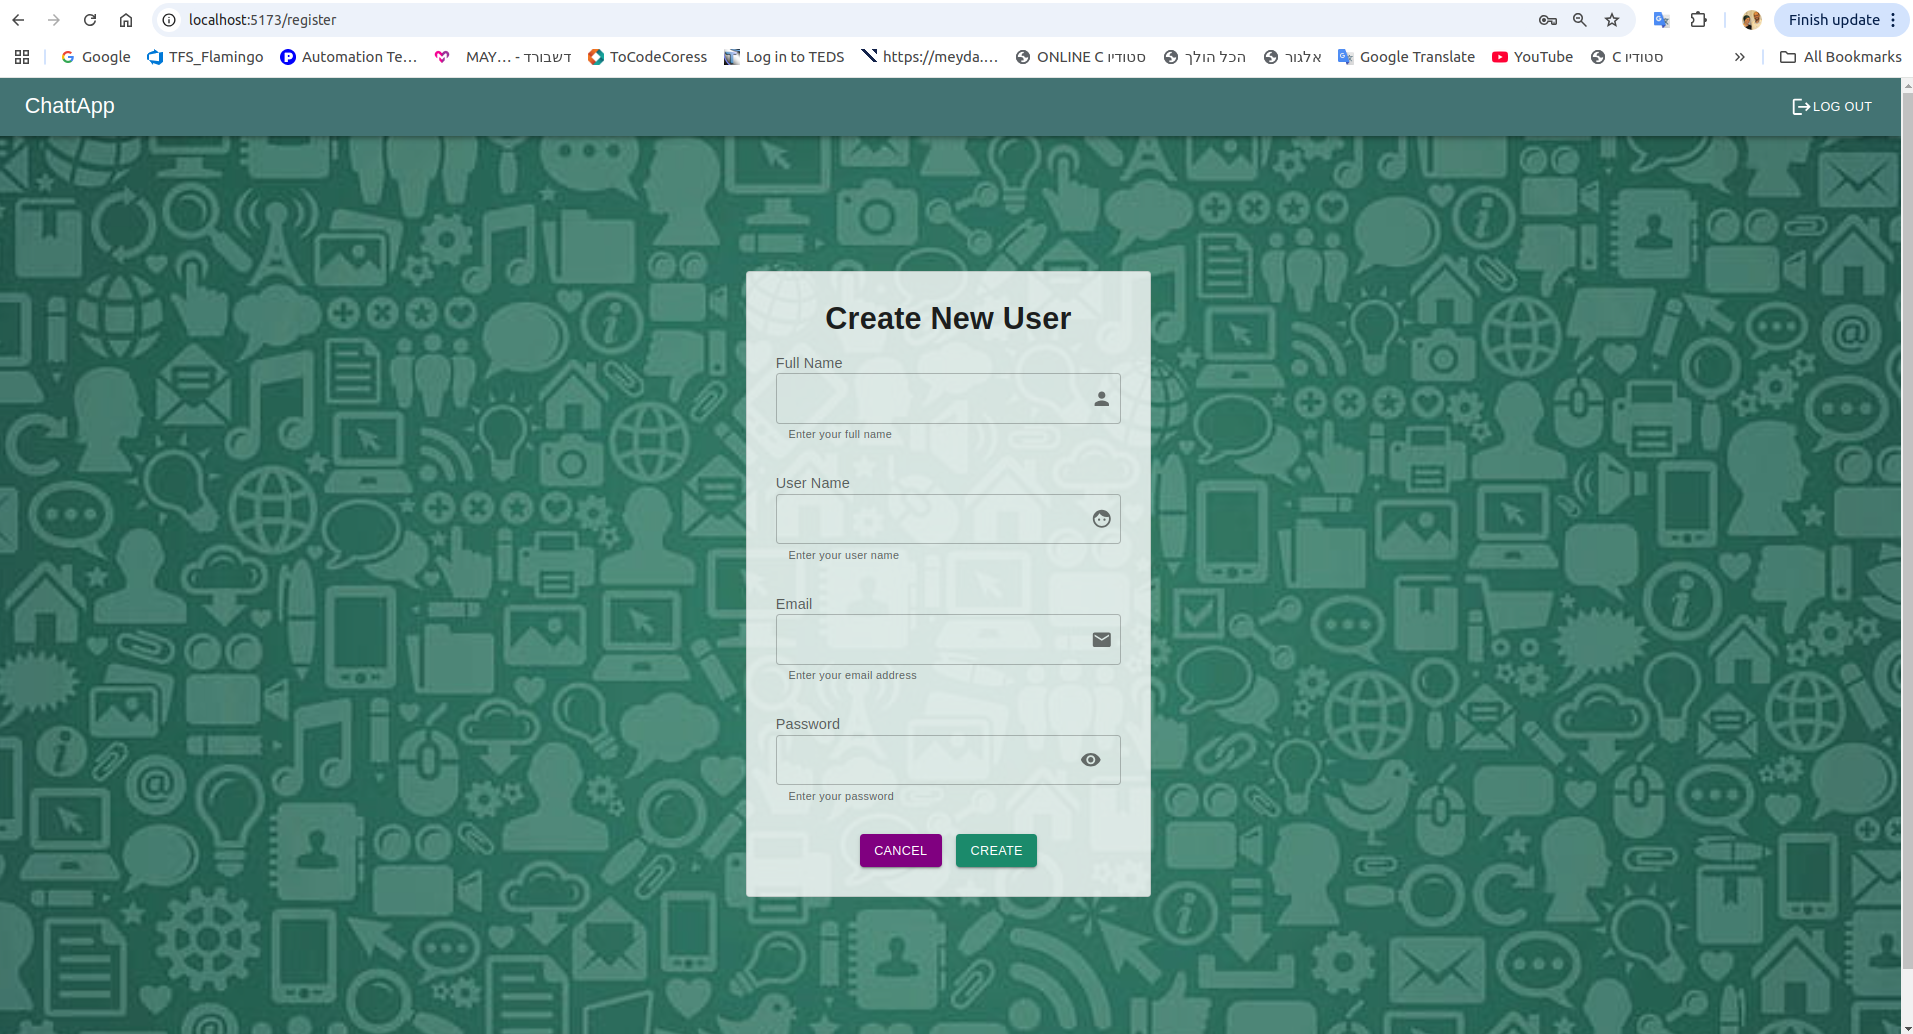 localhost:5173/register
Finish update
Google
TFS_Flamingo
Automation Te...
MAY... - דשבורד
ToCodeCoress
Log in to TEDS
https://meyda....
ONLINE C סטודיו
הכל הולך
אלגור
Google Translate
YouTube
C סטודיו
All Bookmarks
ChattApp
LOG OUT
Create New User
Full Name
Enter your full name
User Name
Enter your user name
Email
Enter your email address
Password
Enter your password
CANCEL
CREATE